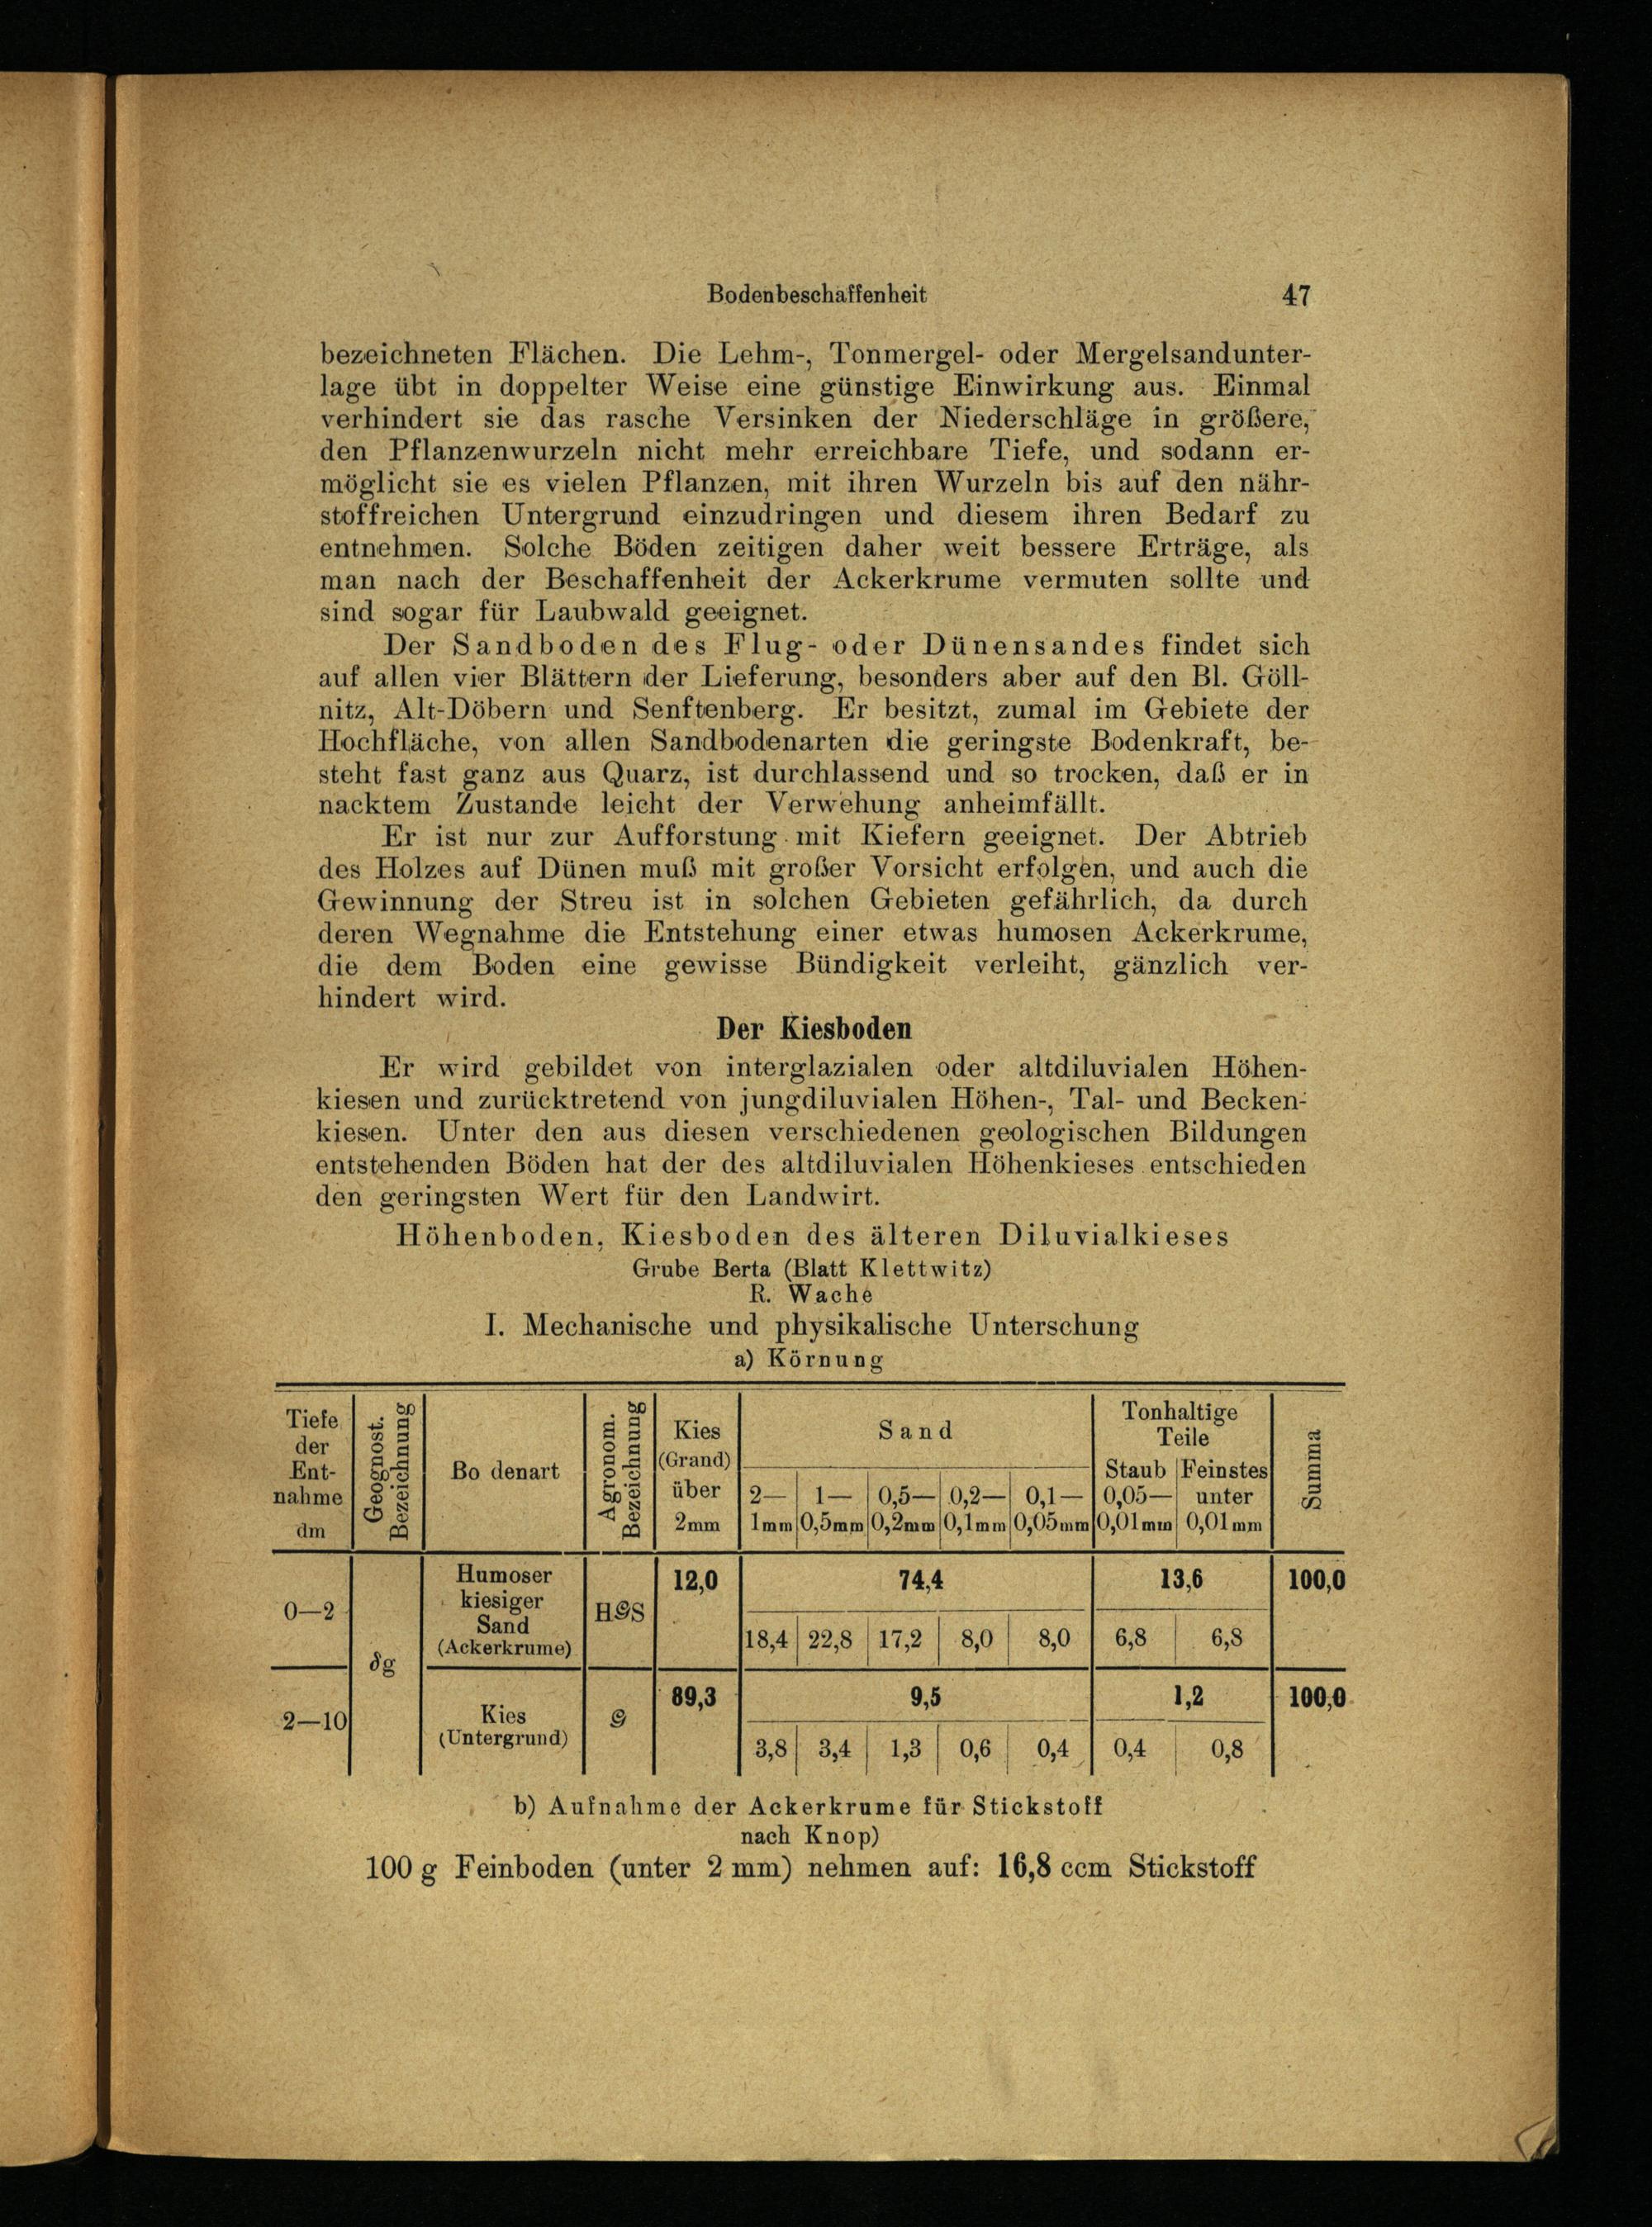 Bodenbeschaffenheit 47
bezeichneten Flächen. Die Lehm-, Tonmergel- oder Mergelsandunter-
lage übt in doppelter Weise eine günstige Einwirkung aus. Einmal
verhindert sie das rasche Versinken der Niederschläge in größere,
den Pflanzenwurzeln nicht mehr erreichbare Tiefe, und sodann er-
möglicht sie es vielen Pflanzen, mit ihren Wurzeln bis auf den nähr-
stoffreichen Untergrund einzudringen und diesem ihren Bedarf zu
entnehmen. Solche Böden zeitigen daher weit bessere Erträge, als
man nach der Beschaffenheit der Ackerkrume vermuten sollte und
sind sogar für Laubwald geeignet.
Der Sandboden des Flug- oder Dünensandes findet sich
auf allen vier Blättern der Lieferung, besonders aber auf den Bl. Göll-
nitz, Alt-Döbern und Senftenberg. Er besitzt, zumal im Gebiete der
Hochfläche, von allen Sandbodenarten die geringste Bodenkraft, be-
steht fast ganz aus Quarz, ist durchlassend und so trocken, daß er in
nacktem Zustande leicht der Verwehung anheimfällt.
Er ist nur zur Aufforstung mit Kiefern geeignet. Der Abtrieb
des Holzes auf Dünen muß mit großer Vorsicht erfolgen, und auch die
Gewinnung der Streu ist in solchen Gebieten gefährlich, da durch
deren Wegnahme die Entstehung einer etwas humosen Ackerkrume,
die dem Boden eine gewisse Bündigkeit verleiht, gänzlich ver-
hindert wird.
Der Kiesboden
Er wird gebildet von interglazialen oder altdiluvialen Höhen-
kiesen und zurücktretend von jungdiluvialen Höhen-, Tal- und Becken-
kiesen. Unter den aus diesen verschiedenen geologischen Bildungen
entstehenden Böden hat der des altdiluvialen Höhenkieses entschieden
den geringsten Wert für den Landwirt.
Höhenboden, Kiesboden des älteren Diluvialkieses
Grube Berta (Blatt Klettwitz)
R. Wache
I. Mechanische und physikalische Unterschung
a) Körnung
Tiefe
der
Ent-
nahme
dm
Geognost.
Bezeichnung
Bo denart
Agronom.
Bezeichnung
Kies
(Grand)
über
2mm
Sand
2— 1— 0,5— 0,2— 0,1—
1mm 0,5mm 0,2mm 0,1mm 0,05mm
Tonhaltige
Teile
Staub Feinstes
0,05— unter
0,01mm 0,01mm
Summa
0—2
δg
Humoser
kiesiger
Sand
(Ackerkrume)
HGS
12,0 74,4 13,6 100,0
18,4 22,8 17,2 8,0 8,0 6,8 6,8
2—10
Kies
(Untergrund)
G
89,3 9,5 1,2 100,0
3,8 3,4 1,3 0,6 0,4 0,4 0,8
b) Aufnahme der Ackerkrume für Stickstoff
nach Knop)
100 g Feinboden (unter 2 mm) nehmen auf: 16,8 ccm Stickstoff